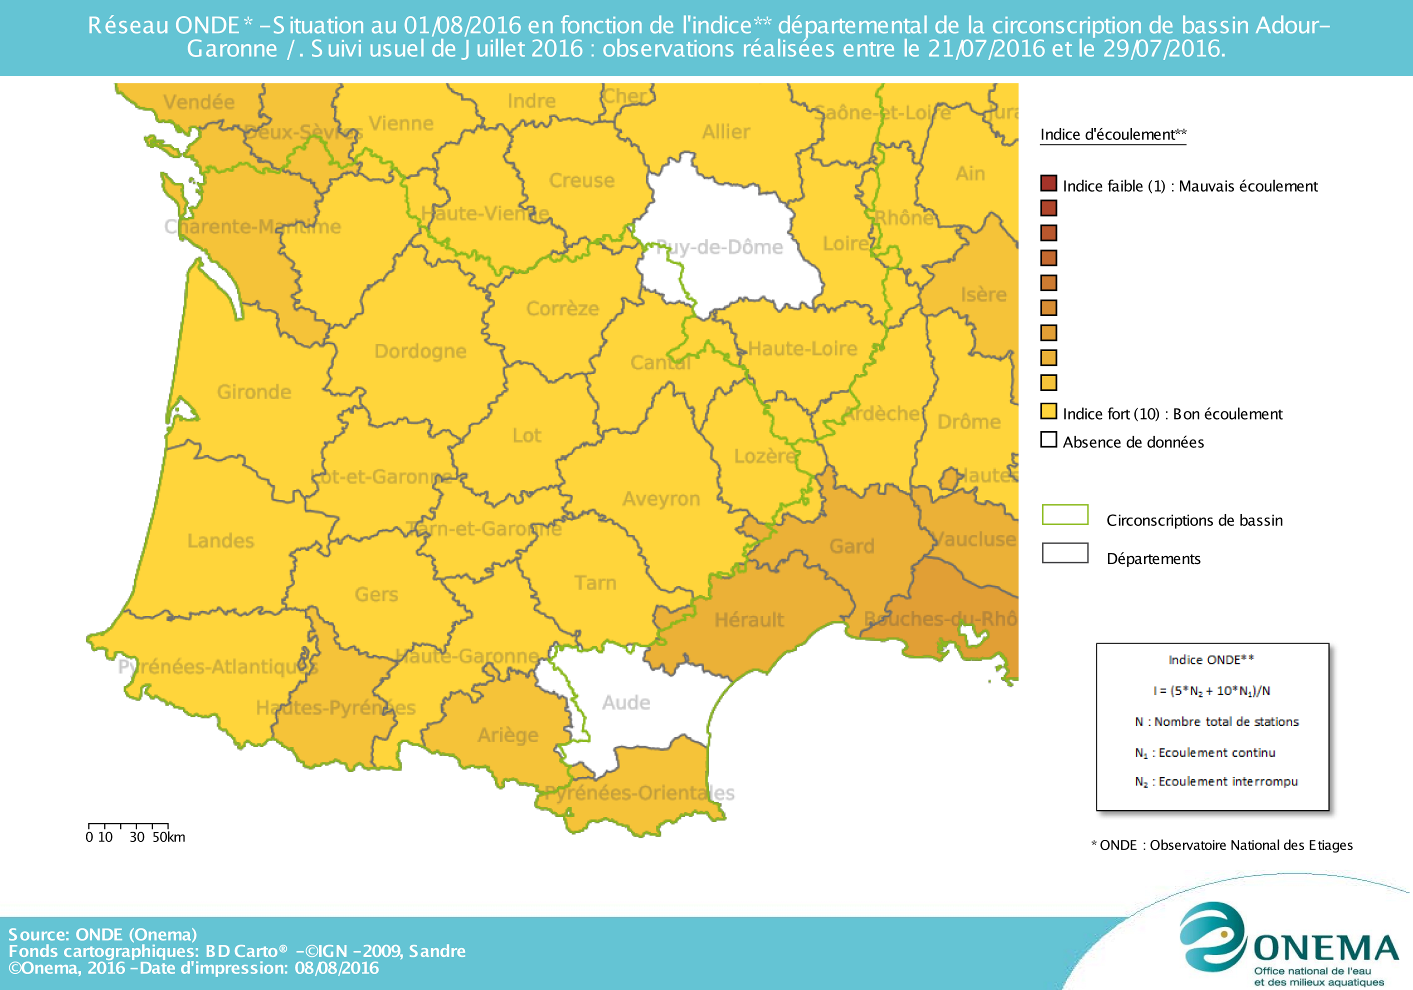 Réseau ONDE* -Situation au 01/08/2016 en fonction de l'indice** départemental de la circonscription de bassin Adour-
Garonne /. Suivi usuel de Juillet 2016 : observations réalisées entre le 21/07/2016 et le 29/07/2016.
Vendée
Deux-Sèvres
Vienne
Indre
Cher
Allier
Saône-et-Loire
Jura
Ain
Creuse
Haute-Vienne
Charente-Maritime
Puy-de-Dôme
Loire
Rhône
Isère
Corrèze
Dordogne
Cantal
Haute-Loire
Gironde
Lot
Ardèche
Drôme
Lozère
Hautes
Lot-et-Garonne
Aveyron
Tarn-et-Garonne
Landes
Gard
Vaucluse
Gers
Tarn
Hérault
Bouches-du-Rhô
Pyrénées-Atlantiques
Haute-Garonne
Hautes-Pyrénées
Ariège
Aude
Pyrénées-Orientales
0 10 30 50km
Indice d'écoulement**
Indice faible (1) : Mauvais écoulement
Indice fort (10) : Bon écoulement
Absence de données
Circonscriptions de bassin
Départements
Indice ONDE**
I = (5*N₂ + 10*N₁)/N
N : Nombre total de stations
N₁ : Ecoulement continu
N₂ : Ecoulement interrompu
* ONDE : Observatoire National des Etiages
Source: ONDE (Onema)
Fonds cartographiques: BD Carto® -©IGN -2009, Sandre
©Onema, 2016 -Date d'impression: 08/08/2016
ONEMA
Office national de l'eau
et des milieux aquatiques